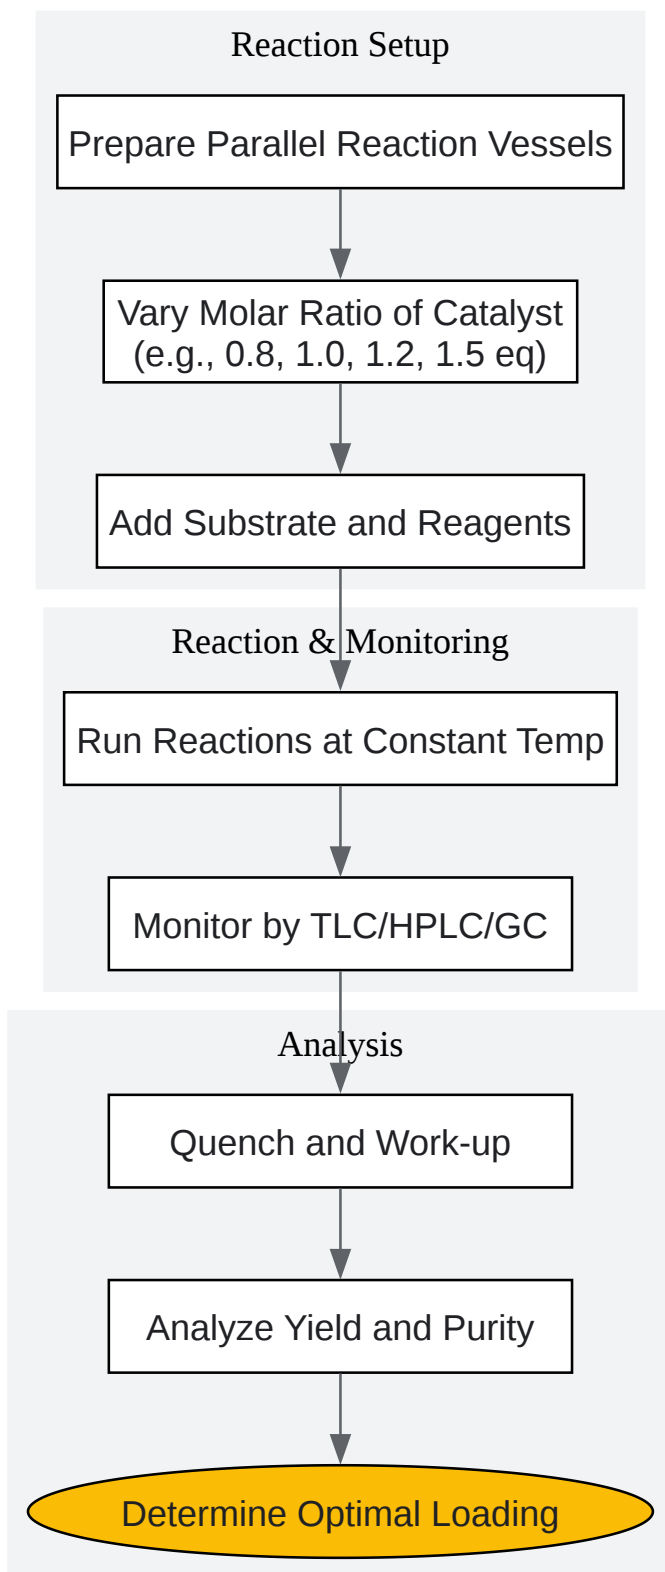 Reaction Setup
Prepare Parallel Reaction Vessels
Vary Molar Ratio of Catalyst
(e.g., 0.8, 1.0, 1.2, 1.5 eq)
Add Substrate and Reagents
Reaction & Monitoring
Run Reactions at Constant Temp
Monitor by TLC/HPLC/GC
Analysis
Quench and Work-up
Analyze Yield and Purity
Determine Optimal Loading